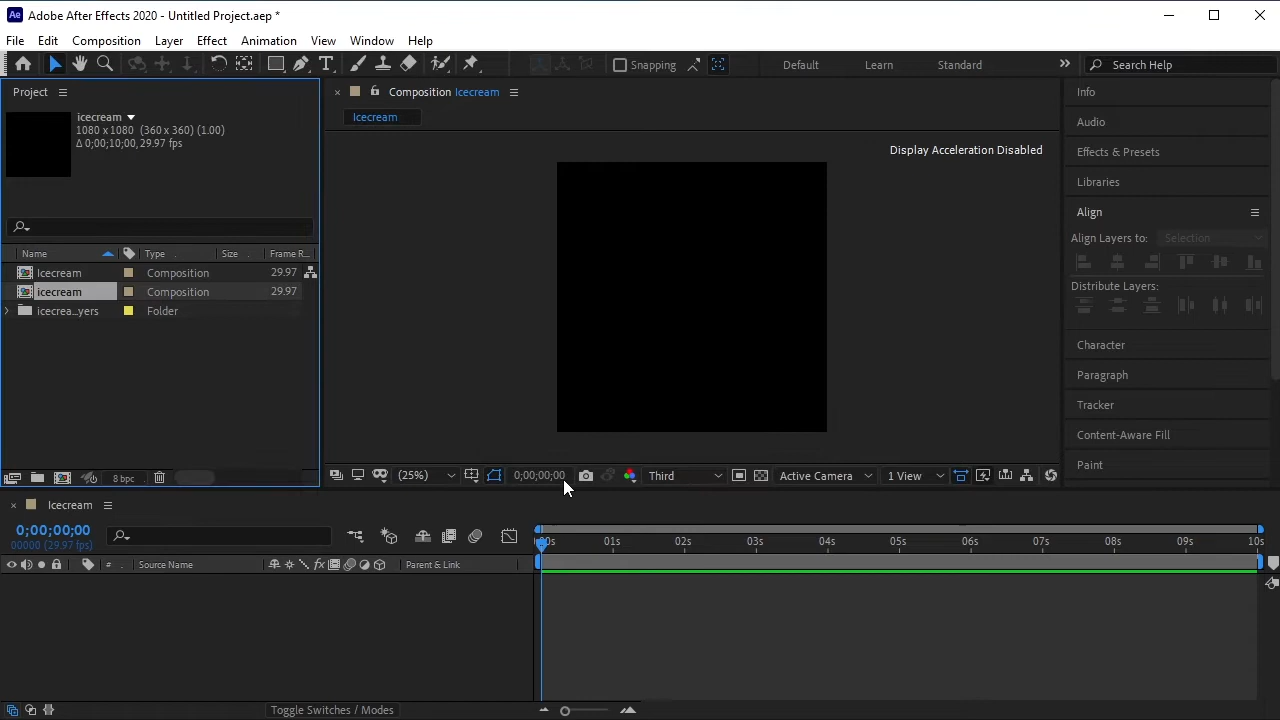 Ae Adobe After Effects 2020 - Untitled Project.aep *
File Edit Composition Layer Effect Animation View Window Help
T Snapping Default Learn Standard Search Help
Project
icecream
1080 x 1080 (360 x 360) (1.00)
Δ 0;00;10;00, 29.97 fps
Name Type Size Frame R...
Icecream Composition 29.97
icecream Composition 29.97
icecrea_yers Folder
8 bpc
Composition Icecream
Icecream
Display Acceleration Disabled
(25%) 0;00;00;00 Third Active Camera 1 View
Info
Audio
Effects & Presets
Libraries
Align
Align Layers to: Selection
Distribute Layers:
Character
Paragraph
Tracker
Content-Aware Fill
Paint
Icecream
0;00;00;00
00000 (29.97 fps)
# Source Name fx Parent & Link
:00s 01s 02s 03s 04s 05s 06s 07s 08s 09s 10s
Toggle Switches / Modes